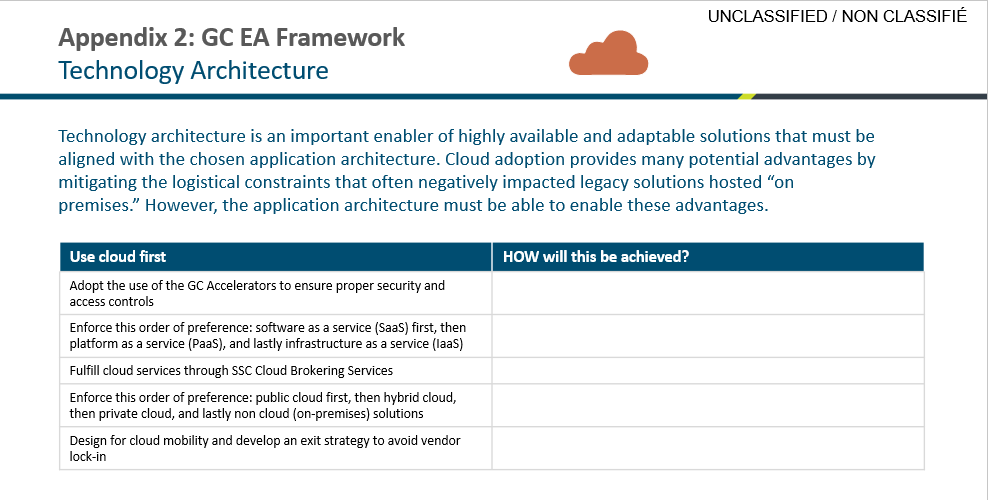 UNCLASSIFIED / NON CLASSIFIÉ
Appendix 2: GC EA Framework
Technology Architecture
Technology architecture is an important enabler of highly available and adaptable solutions that must be
aligned with the chosen application architecture. Cloud adoption provides many potential advantages by
mitigating the logistical constraints that often negatively impacted legacy solutions hosted “on
premises.” However, the application architecture must be able to enable these advantages.
Use cloud first
HOW will this be achieved?
Adopt the use of the GC Accelerators to ensure proper security and
access controls
Enforce this order of preference: software as a service (SaaS) first, then
platform as a service (PaaS), and lastly infrastructure as a service (IaaS)
Fulfill cloud services through SSC Cloud Brokering Services
Enforce this order of preference: public cloud first, then hybrid cloud,
then private cloud, and lastly non cloud (on-premises) solutions
Design for cloud mobility and develop an exit strategy to avoid vendor
lock-in